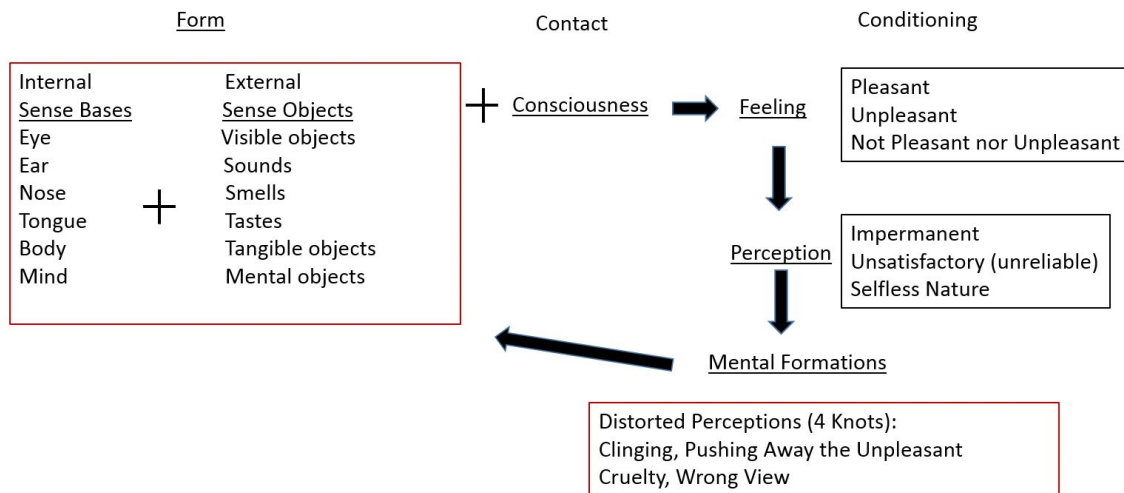 Form
Contact
Conditioning
Internal External
Sense Bases Sense Objects
Eye Visible objects
Ear Sounds
Nose Smells
Tongue Tastes
Body Tangible objects
Mind Mental objects
+
+
Consciousness
Feeling
Pleasant
Unpleasant
Not Pleasant nor Unpleasant
Perception
Impermanent
Unsatisfactory (unreliable)
Selfless Nature
Mental Formations
Distorted Perceptions (4 Knots):
Clinging, Pushing Away the Unpleasant
Cruelty, Wrong View